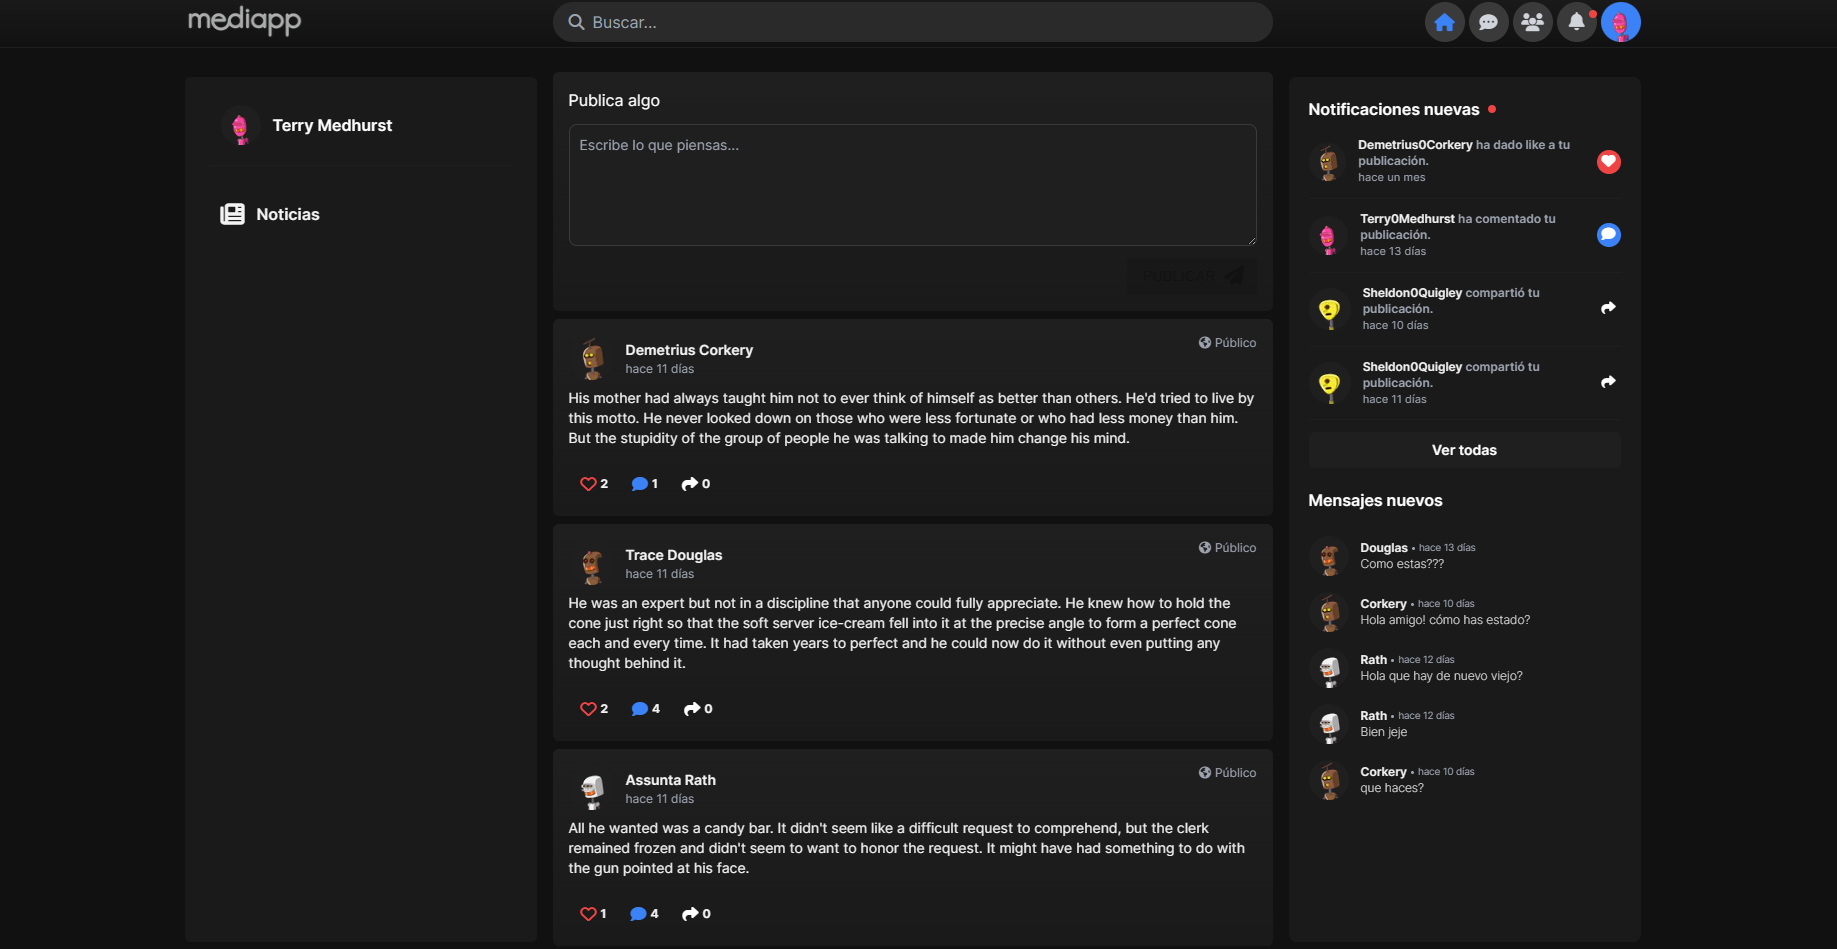 mediapp
Buscar...
Terry Medhurst
Noticias
Publica algo
Escribe lo que piensas...
PUBLICAR
Demetrius Corkery
hace 11 días
Público
His mother had always taught him not to ever think of himself as better than others. He'd tried to live by
this motto. He never looked down on those who were less fortunate or who had less money than him.
But the stupidity of the group of people he was talking to made him change his mind.
2 1 0
Trace Douglas
hace 11 días
Público
He was an expert but not in a discipline that anyone could fully appreciate. He knew how to hold the
cone just right so that the soft server ice-cream fell into it at the precise angle to form a perfect cone
each and every time. It had taken years to perfect and he could now do it without even putting any
thought behind it.
2 4 0
Assunta Rath
hace 11 días
Público
All he wanted was a candy bar. It didn't seem like a difficult request to comprehend, but the clerk
remained frozen and didn't seem to want to honor the request. It might have had something to do with
the gun pointed at his face.
1 4 0
Notificaciones nuevas
Demetrius0Corkery ha dado like a tu
publicación.
hace un mes
Terry0Medhurst ha comentado tu
publicación.
hace 13 días
Sheldon0Quigley compartió tu
publicación.
hace 10 días
Sheldon0Quigley compartió tu
publicación.
hace 11 días
Ver todas
Mensajes nuevos
Douglas • hace 13 días
Como estas???
Corkery • hace 10 días
Hola amigo! cómo has estado?
Rath • hace 12 días
Hola que hay de nuevo viejo?
Rath • hace 12 días
Bien jeje
Corkery • hace 10 días
que haces?